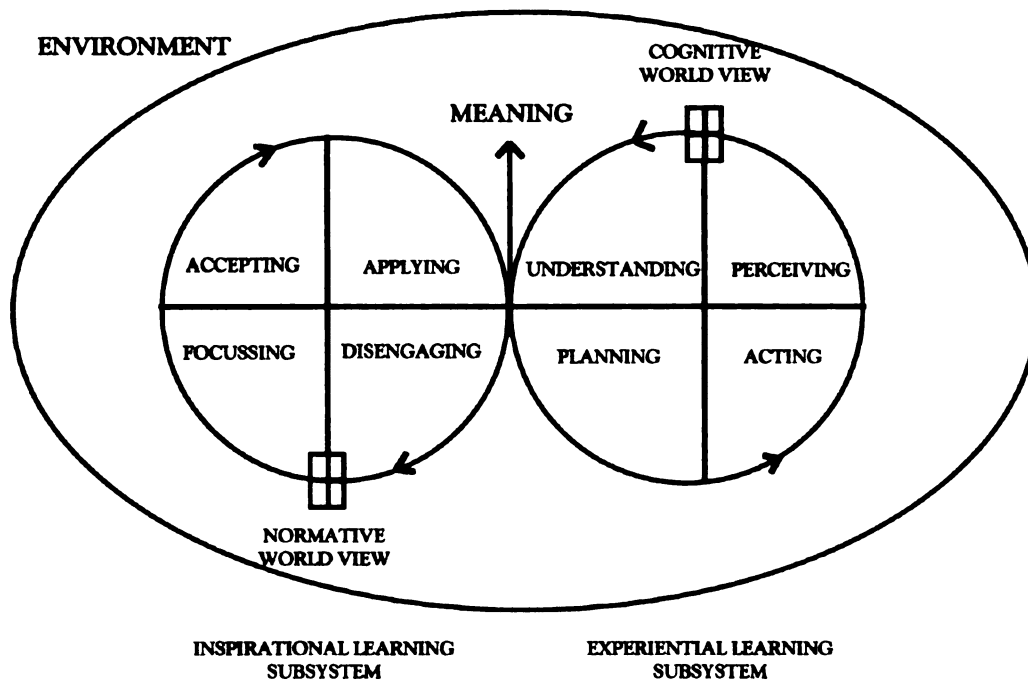 ENVIRONMENT
COGNITIVE
WORLD VIEW
MEANING
ACCEPTING
APPLYING
UNDERSTANDING
PERCEIVING
FOCUSSING
DISENGAGING
PLANNING
ACTING
NORMATIVE
WORLD VIEW
INSPIRATIONAL LEARNING
SUBSYSTEM
EXPERIENTIAL LEARNING
SUBSYSTEM